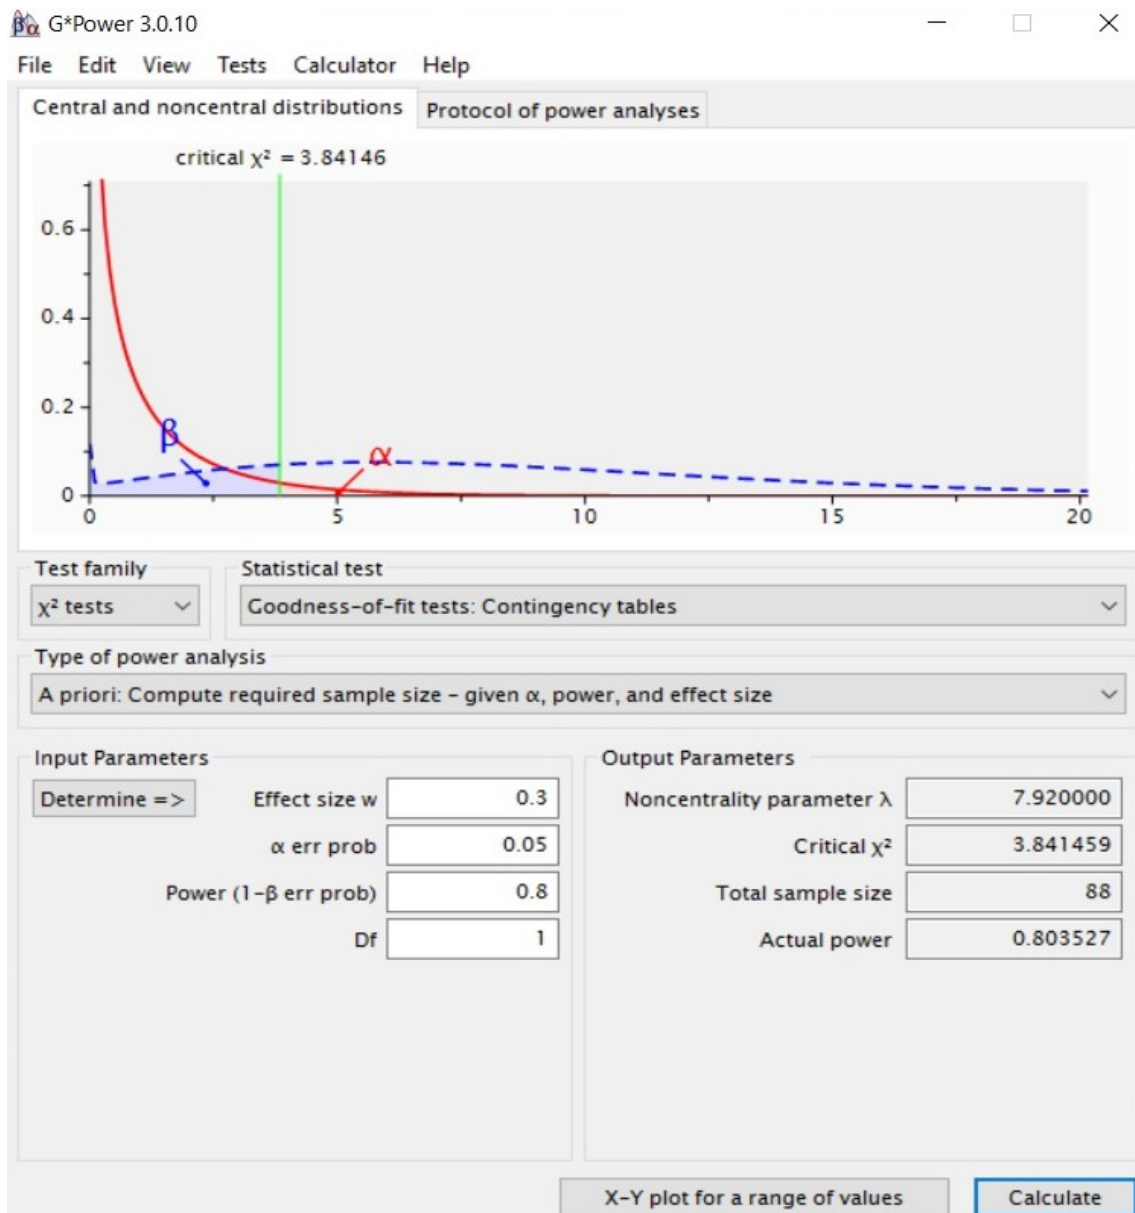 G*Power 3.0.10
File Edit View Tests Calculator Help
Central and noncentral distributions Protocol of power analyses
critical χ² = 3.84146
0.6
0.4
0.2
0
β
α
0 5 10 15 20
Test family Statistical test
χ² tests Goodness-of-fit tests: Contingency tables
Type of power analysis
A priori: Compute required sample size - given α, power, and effect size
Input Parameters Output Parameters
Determine => Effect size w 0.3 Noncentrality parameter λ 7.920000
α err prob 0.05 Critical χ² 3.841459
Power (1-β err prob) 0.8 Total sample size 88
Df 1 Actual power 0.803527
X-Y plot for a range of values Calculate